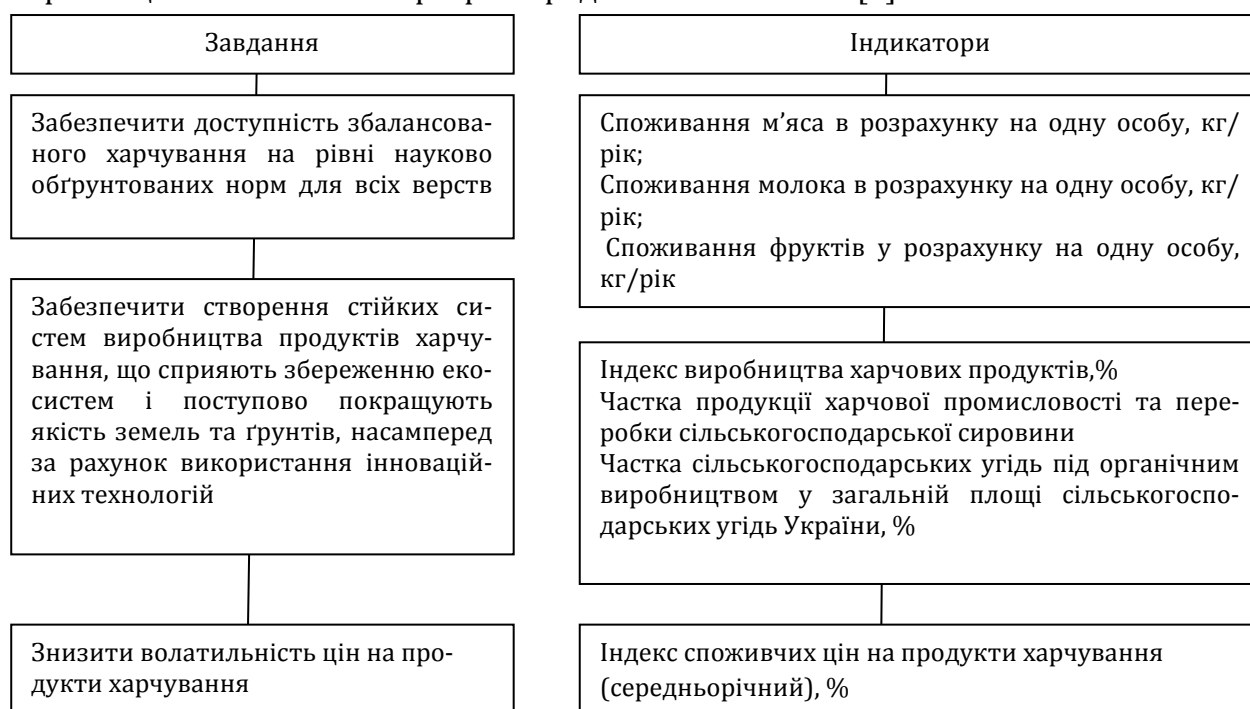 Завдання
Забезпечити доступність збалансова-
ного харчування на рівні науково
обґрунтованих норм для всіх верств
Забезпечити створення стійких си-
стем виробництва продуктів харчу-
вання, що сприяють збереженню еко-
систем і поступово покращують
якість земель та ґрунтів, насамперед
за рахунок використання інновацій-
них технологій
Знизити волатильність цін на про-
дукти харчування
Індикатори
Споживання м’яса в розрахунку на одну особу, кг/
рік;
Споживання молока в розрахунку на одну особу, кг/
рік;
Споживання фруктів у розрахунку на одну особу,
кг/рік
Індекс виробництва харчових продуктів,%
Частка продукції харчової промисловості та пере-
робки сільськогосподарської сировини
Частка сільськогосподарських угідь під органічним
виробництвом у загальній площі сільськогоспо-
дарських угідь України, %
Індекс споживчих цін на продукти харчування
(середньорічний), %